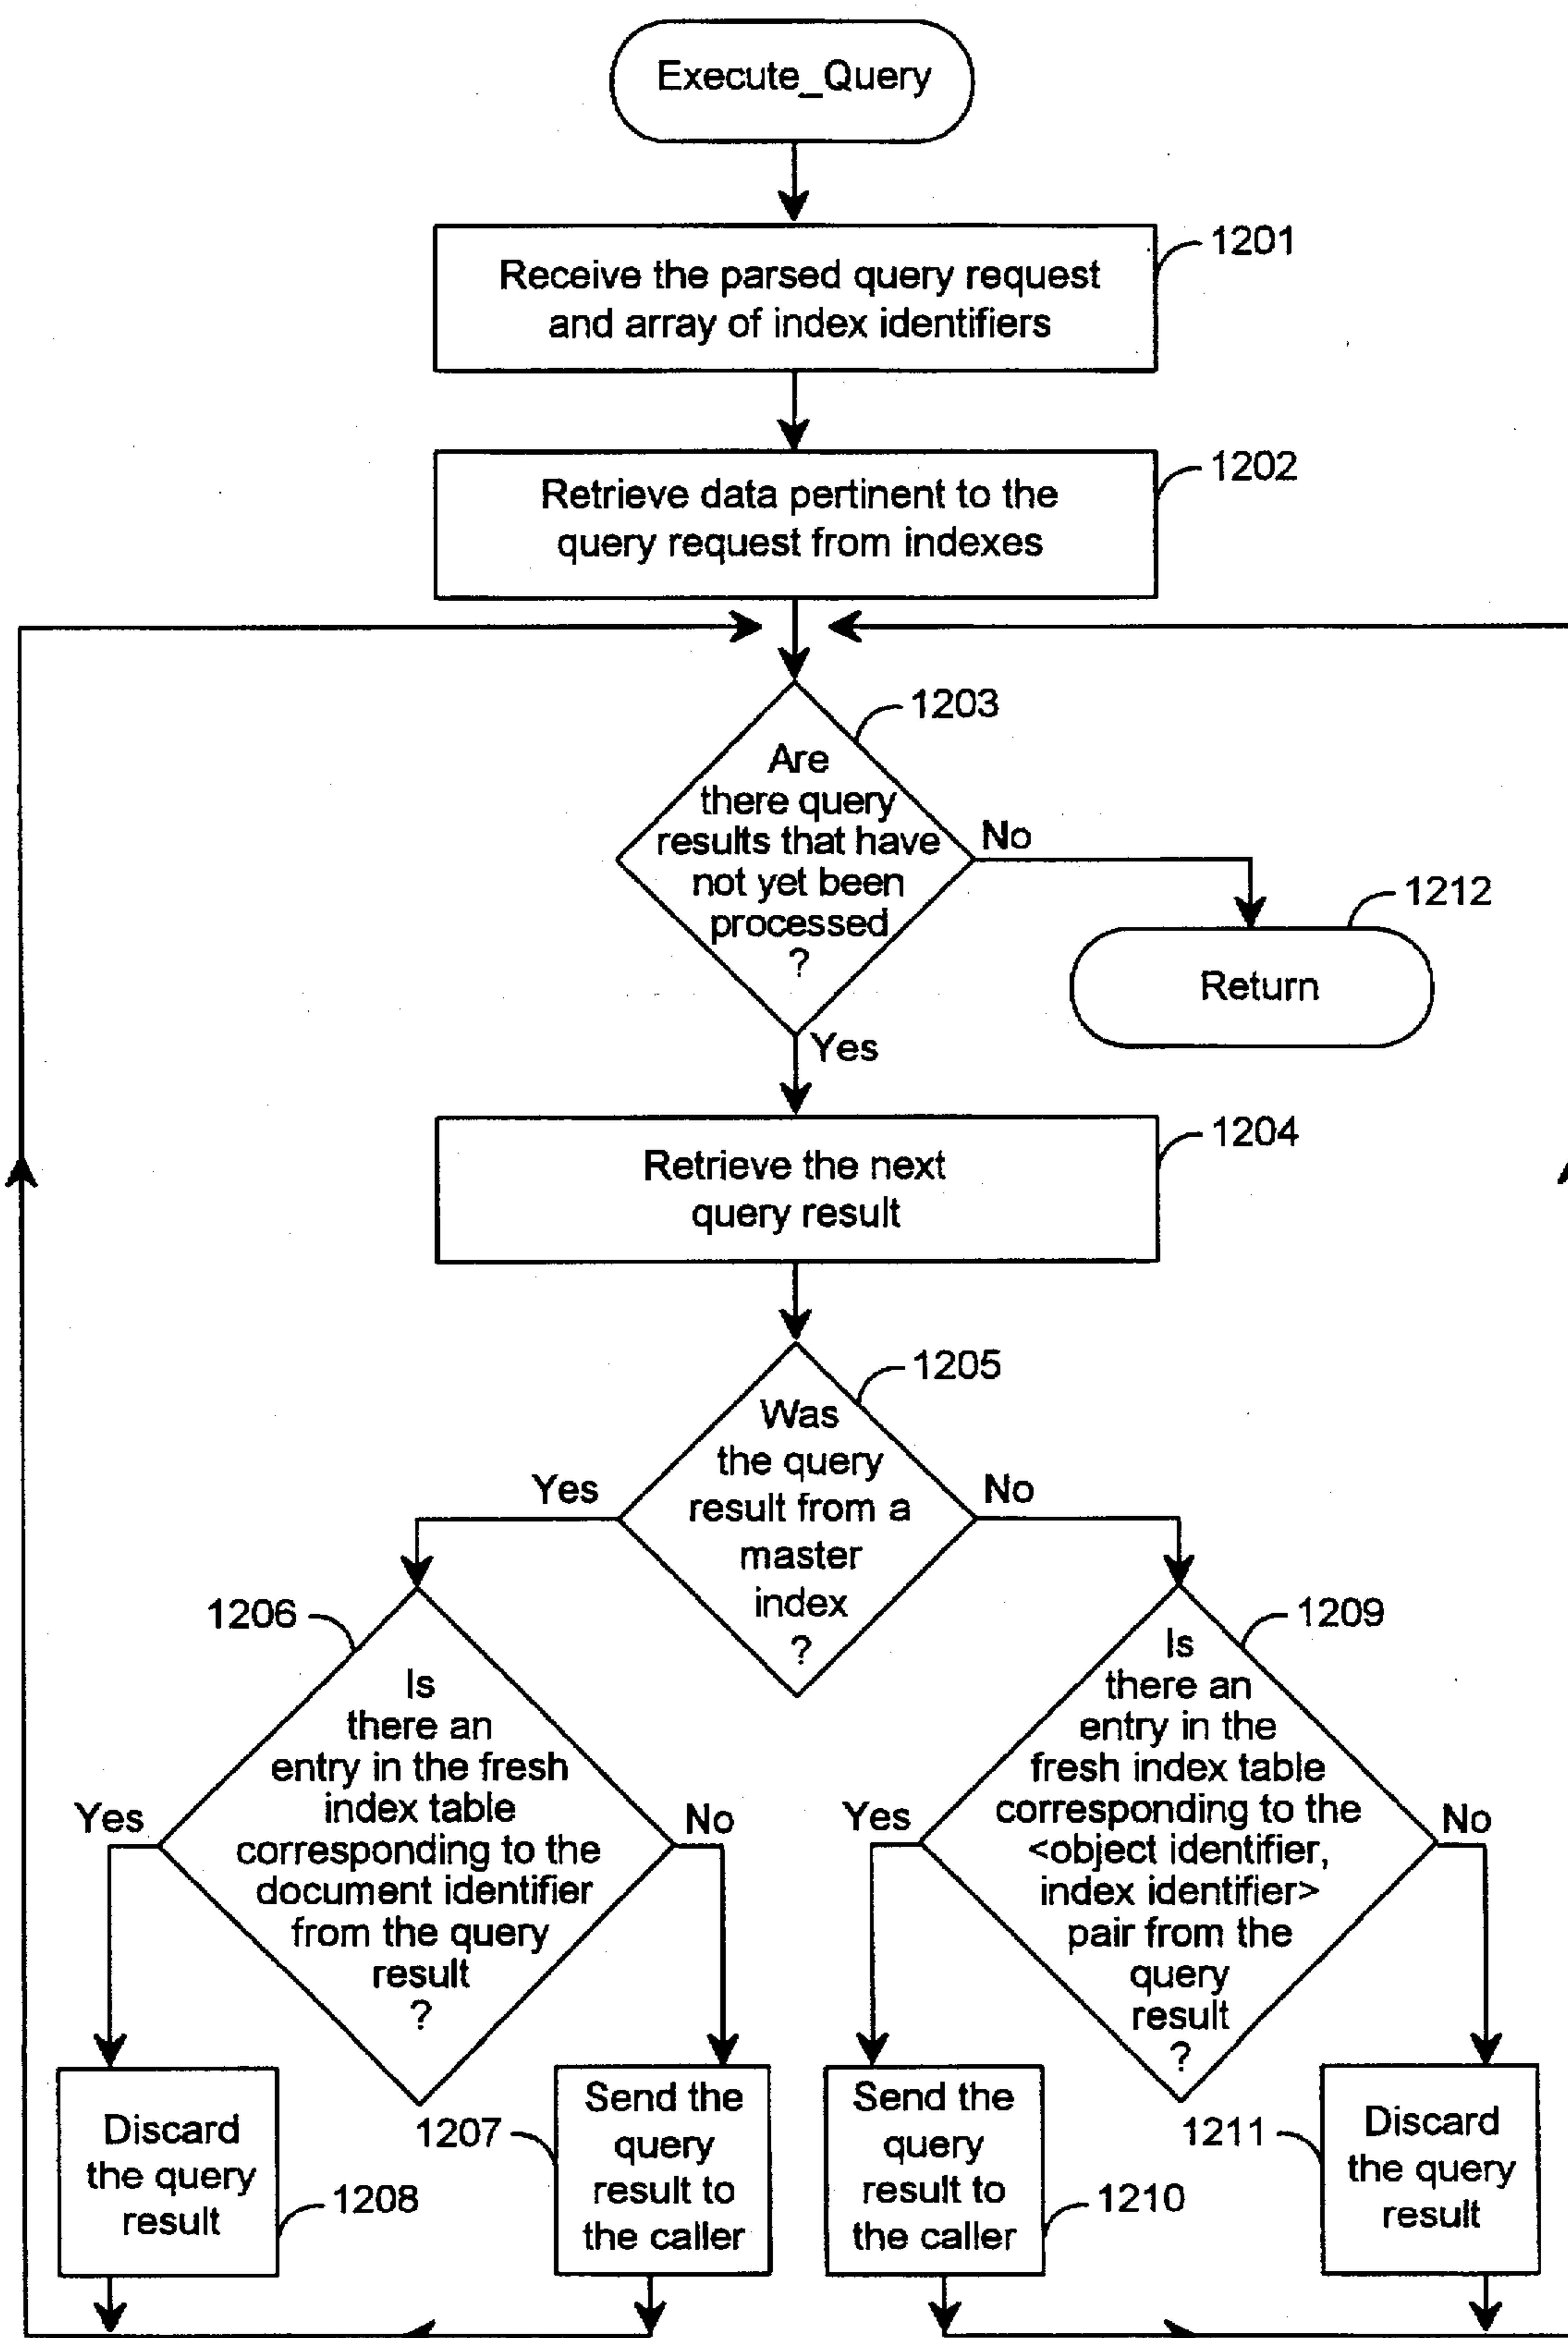 Execute_Query
1201
Receive the parsed query request
and array of index identifiers
1202
Retrieve data pertinent to the
query request from indexes
1203
Are
there query
results that have
not yet been
processed
?
No
1212
Return
Yes
1204
Retrieve the next
query result
1205
Was
the query
result from a
master
index
?
Yes
No
1206
Is
there an
entry in the fresh
index table
corresponding to the
document identifier
from the query
result
?
Yes
No
1209
Is
there an
entry in the
fresh index table
corresponding to the
<object identifier,
index identifier>
pair from the
query
result
?
Yes
No
Discard
the query
result
1208
1207
Send the
query
result to
the caller
Send the
query
result to
the caller
1210
1211
Discard
the query
result